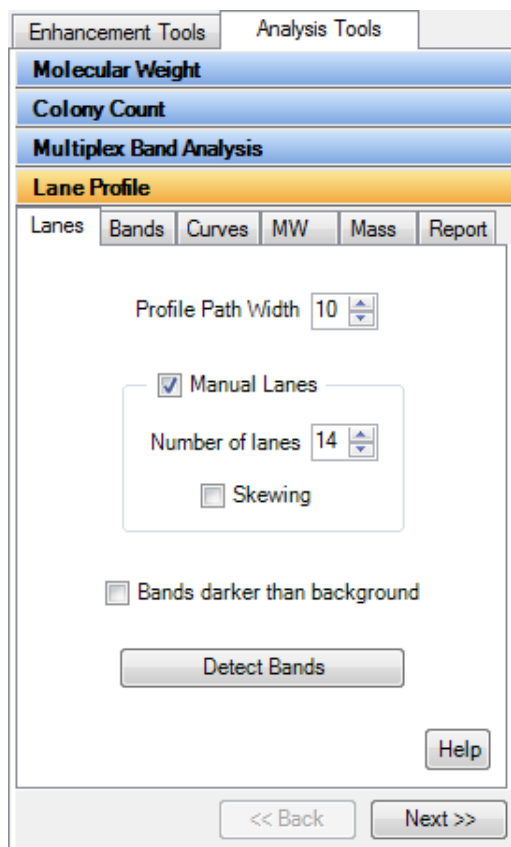 Enhancement Tools Analysis Tools
Molecular Weight
Colony Count
Multiplex Band Analysis
Lane Profile
Lanes Bands Curves MW Mass Report
Profile Path Width 10
Manual Lanes
Number of lanes 14
Skewing
Bands darker than background
Detect Bands
Help
<< Back Next >>